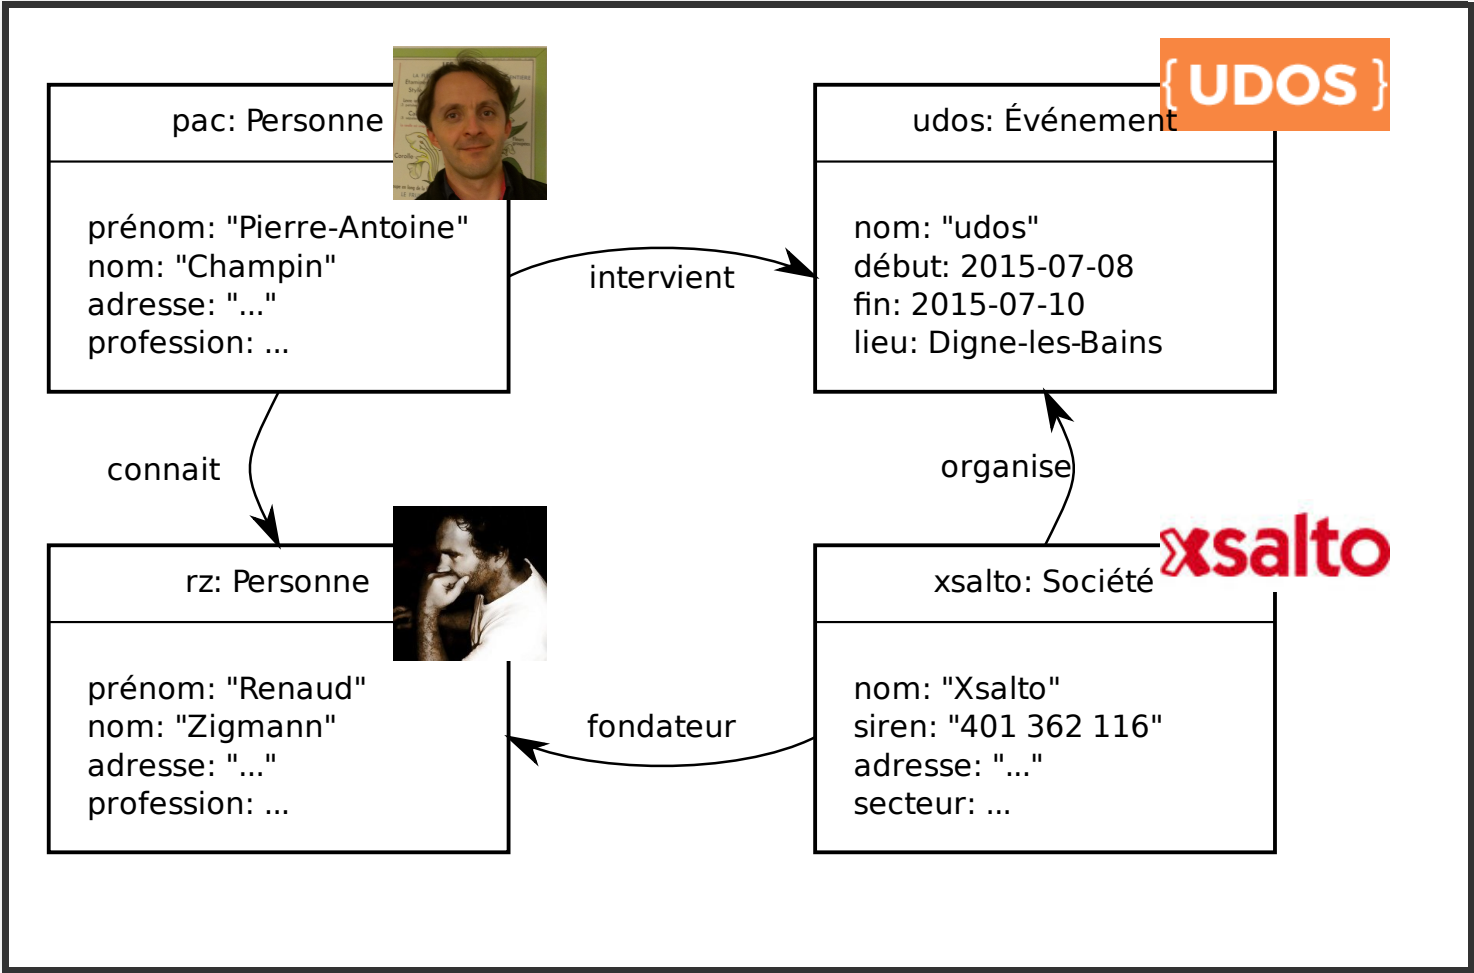 pac: Personne
prénom: "Pierre-Antoine"
nom: "Champin"
adresse: "..."
profession: ...
{ UDOS }
udos: Événement
nom: "udos"
début: 2015-07-08
fin: 2015-07-10
lieu: Digne-les-Bains
intervient
connait
organise
rz: Personne
prénom: "Renaud"
nom: "Zigmann"
adresse: "..."
profession: ...
xsalto
xsalto: Société
nom: "Xsalto"
siren: "401 362 116"
adresse: "..."
secteur: ...
fondateur